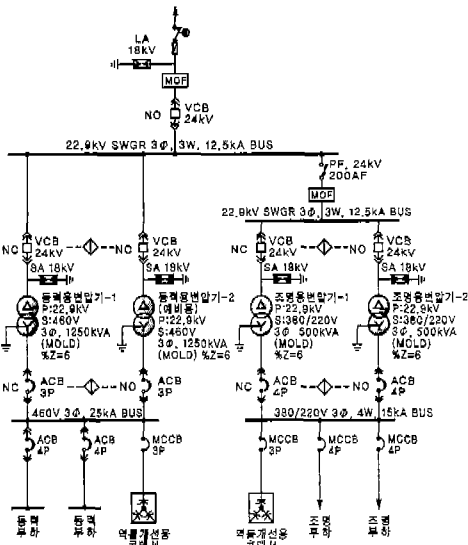 LA
18kV
MOF
NO
VCB
24kV
22.9kV SWGR 3Φ, 3W, 12.5kA BUS
PF, 24kV
200AF
MOF
22.9kV SWGR 3Φ, 3W, 12.5kA BUS
NC VCB
24kV
NO VCB
24kV
NC VCB
24kV
NO VCB
24kV
SA 18kV
SA 18kV
SA 18kV
SA 18kV
동력용변압기-1
P:22.9kV
S:460V
3Φ, 1250kVA
(MOLD)
%Z=6
동력용변압기-2
(예비용)
P:22.9kV
S:460V
3Φ, 1250kVA
(MOLD) %Z=6
조명용변압기-1
P:22.9kV
S:380/220V
3Φ 500kVA
(MOLD)
%Z=6
조명용변압기-2
P:22.9kV
S:380/220V
3Φ, 500kVA
(MOLD)
%Z=6
NC ACB
3P
NO ACB
3P
NC ACB
4P
NO ACB
4P
460V 3Φ, 25kA BUS
380/220V 3Φ, 4W, 15kA BUS
ACB
4P
ACB
4P
MCCB
3P
MCCB
3P
MCCB
4P
MCCB
4P
동력
부하
동력
부하
역률개선용
역률개선용
조명
부하
조명
부하